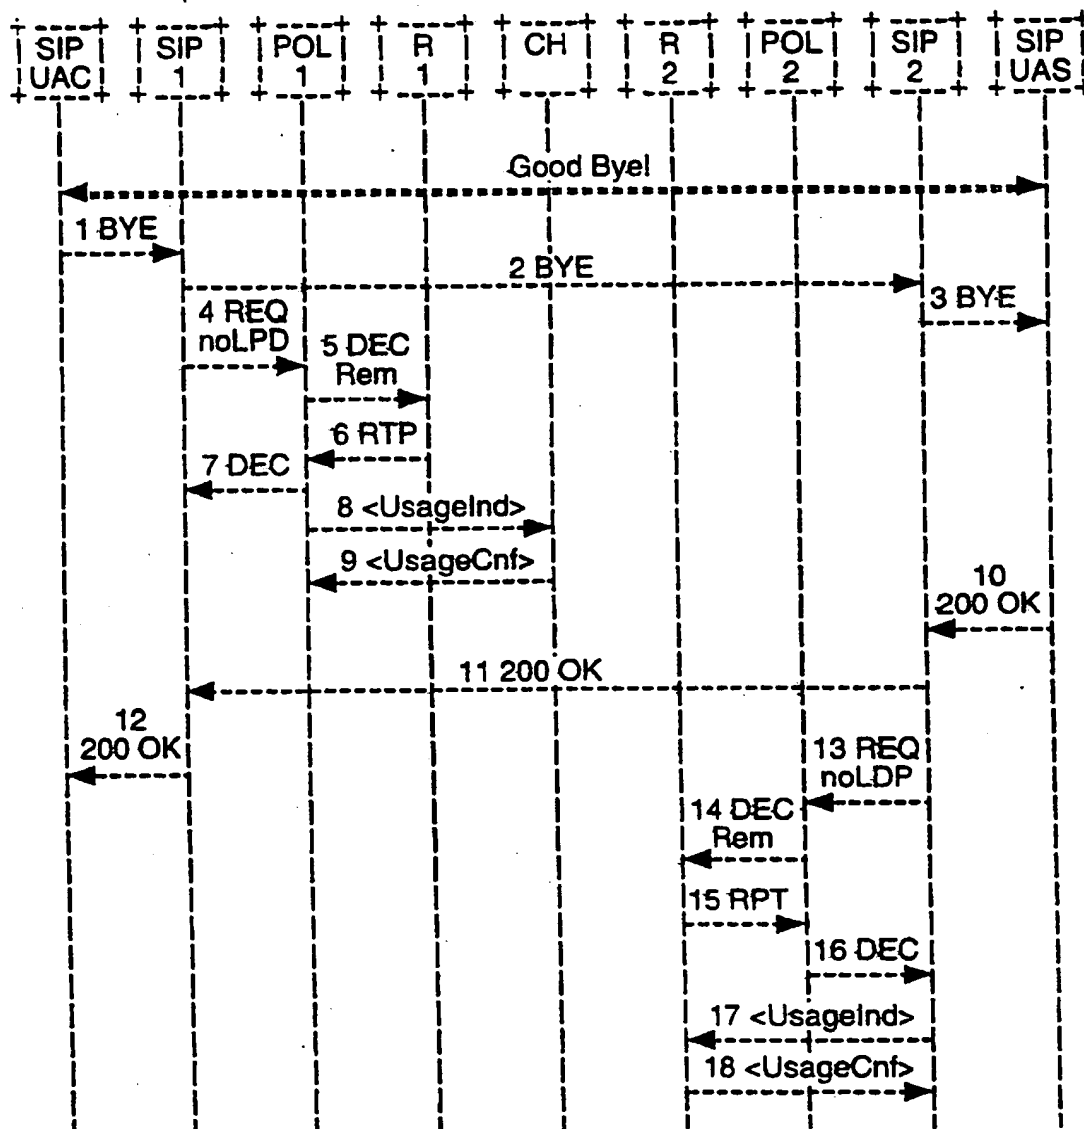 SIP UAC
SIP 1
POL 1
R 1
CH
R 2
POL 2
SIP 2
SIP UAS
Good Bye!
1 BYE
2 BYE
3 BYE
4 REQ
noLPD
5 DEC
Rem
6 RTP
7 DEC
8 <UsageInd>
9 <UsageCnf>
10
200 OK
11 200 OK
12
200 OK
13 REQ
noLDP
14 DEC
Rem
15 RPT
16 DEC
17 <UsageInd>
18 <UsageCnf>